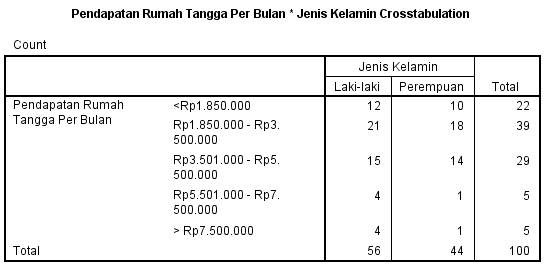 Pendapatan Rumah Tangga Per Bulan * Jenis Kelamin Crosstabulation
Count
Jenis Kelamin
Laki-laki Perempuan Total
Pendapatan Rumah <Rp1.850.000 12 10 22
Tangga Per Bulan Rp1.850.000 - Rp3. 21 18 39
500.000
Rp3.501.000 - Rp5. 15 14 29
500.000
Rp5.501.000 - Rp7. 4 1 5
500.000
> Rp7.500.000 4 1 5
Total 56 44 100